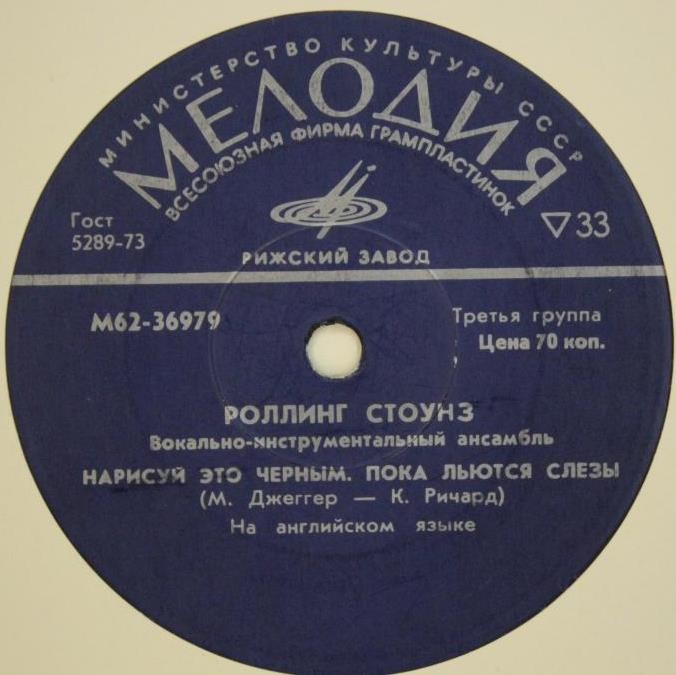 МИНИСТЕРСТВО КУЛЬТУРЫ СССР
МЕЛОДИЯ
ВСЕСОЮЗНАЯ ФИРМА ГРАМПЛАСТИНОК
Гост
5289-73
▽33
РИЖСКИЙ ЗАВОД
М62-36979
Третья группа
Цена 70 коп.
РОЛЛИНГ СТОУНЗ
Вокально-инструментальный ансамбль
НАРИСУЙ ЭТО ЧЕРНЫМ. ПОКА ЛЬЮТСЯ СЛЕЗЫ
(М. Джеггер — К. Ричард)
На английском языке